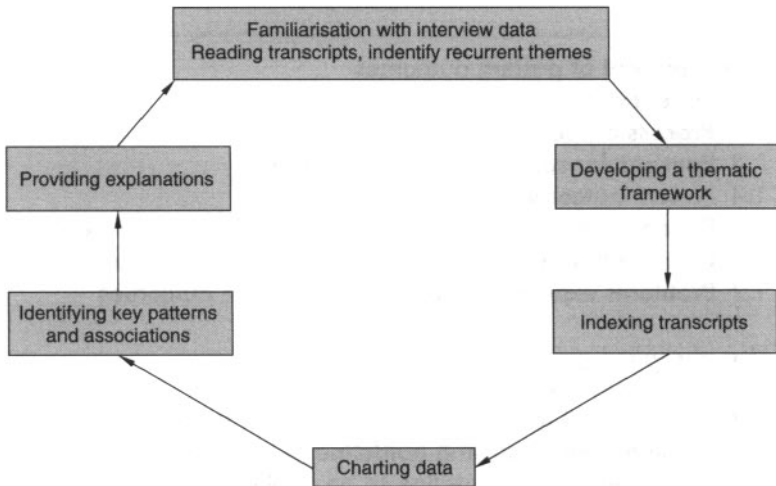 Familiarisation with interview data
Reading transcripts, indentify recurrent themes
Developing a thematic
framework
Indexing transcripts
Charting data
Identifying key patterns
and associations
Providing explanations